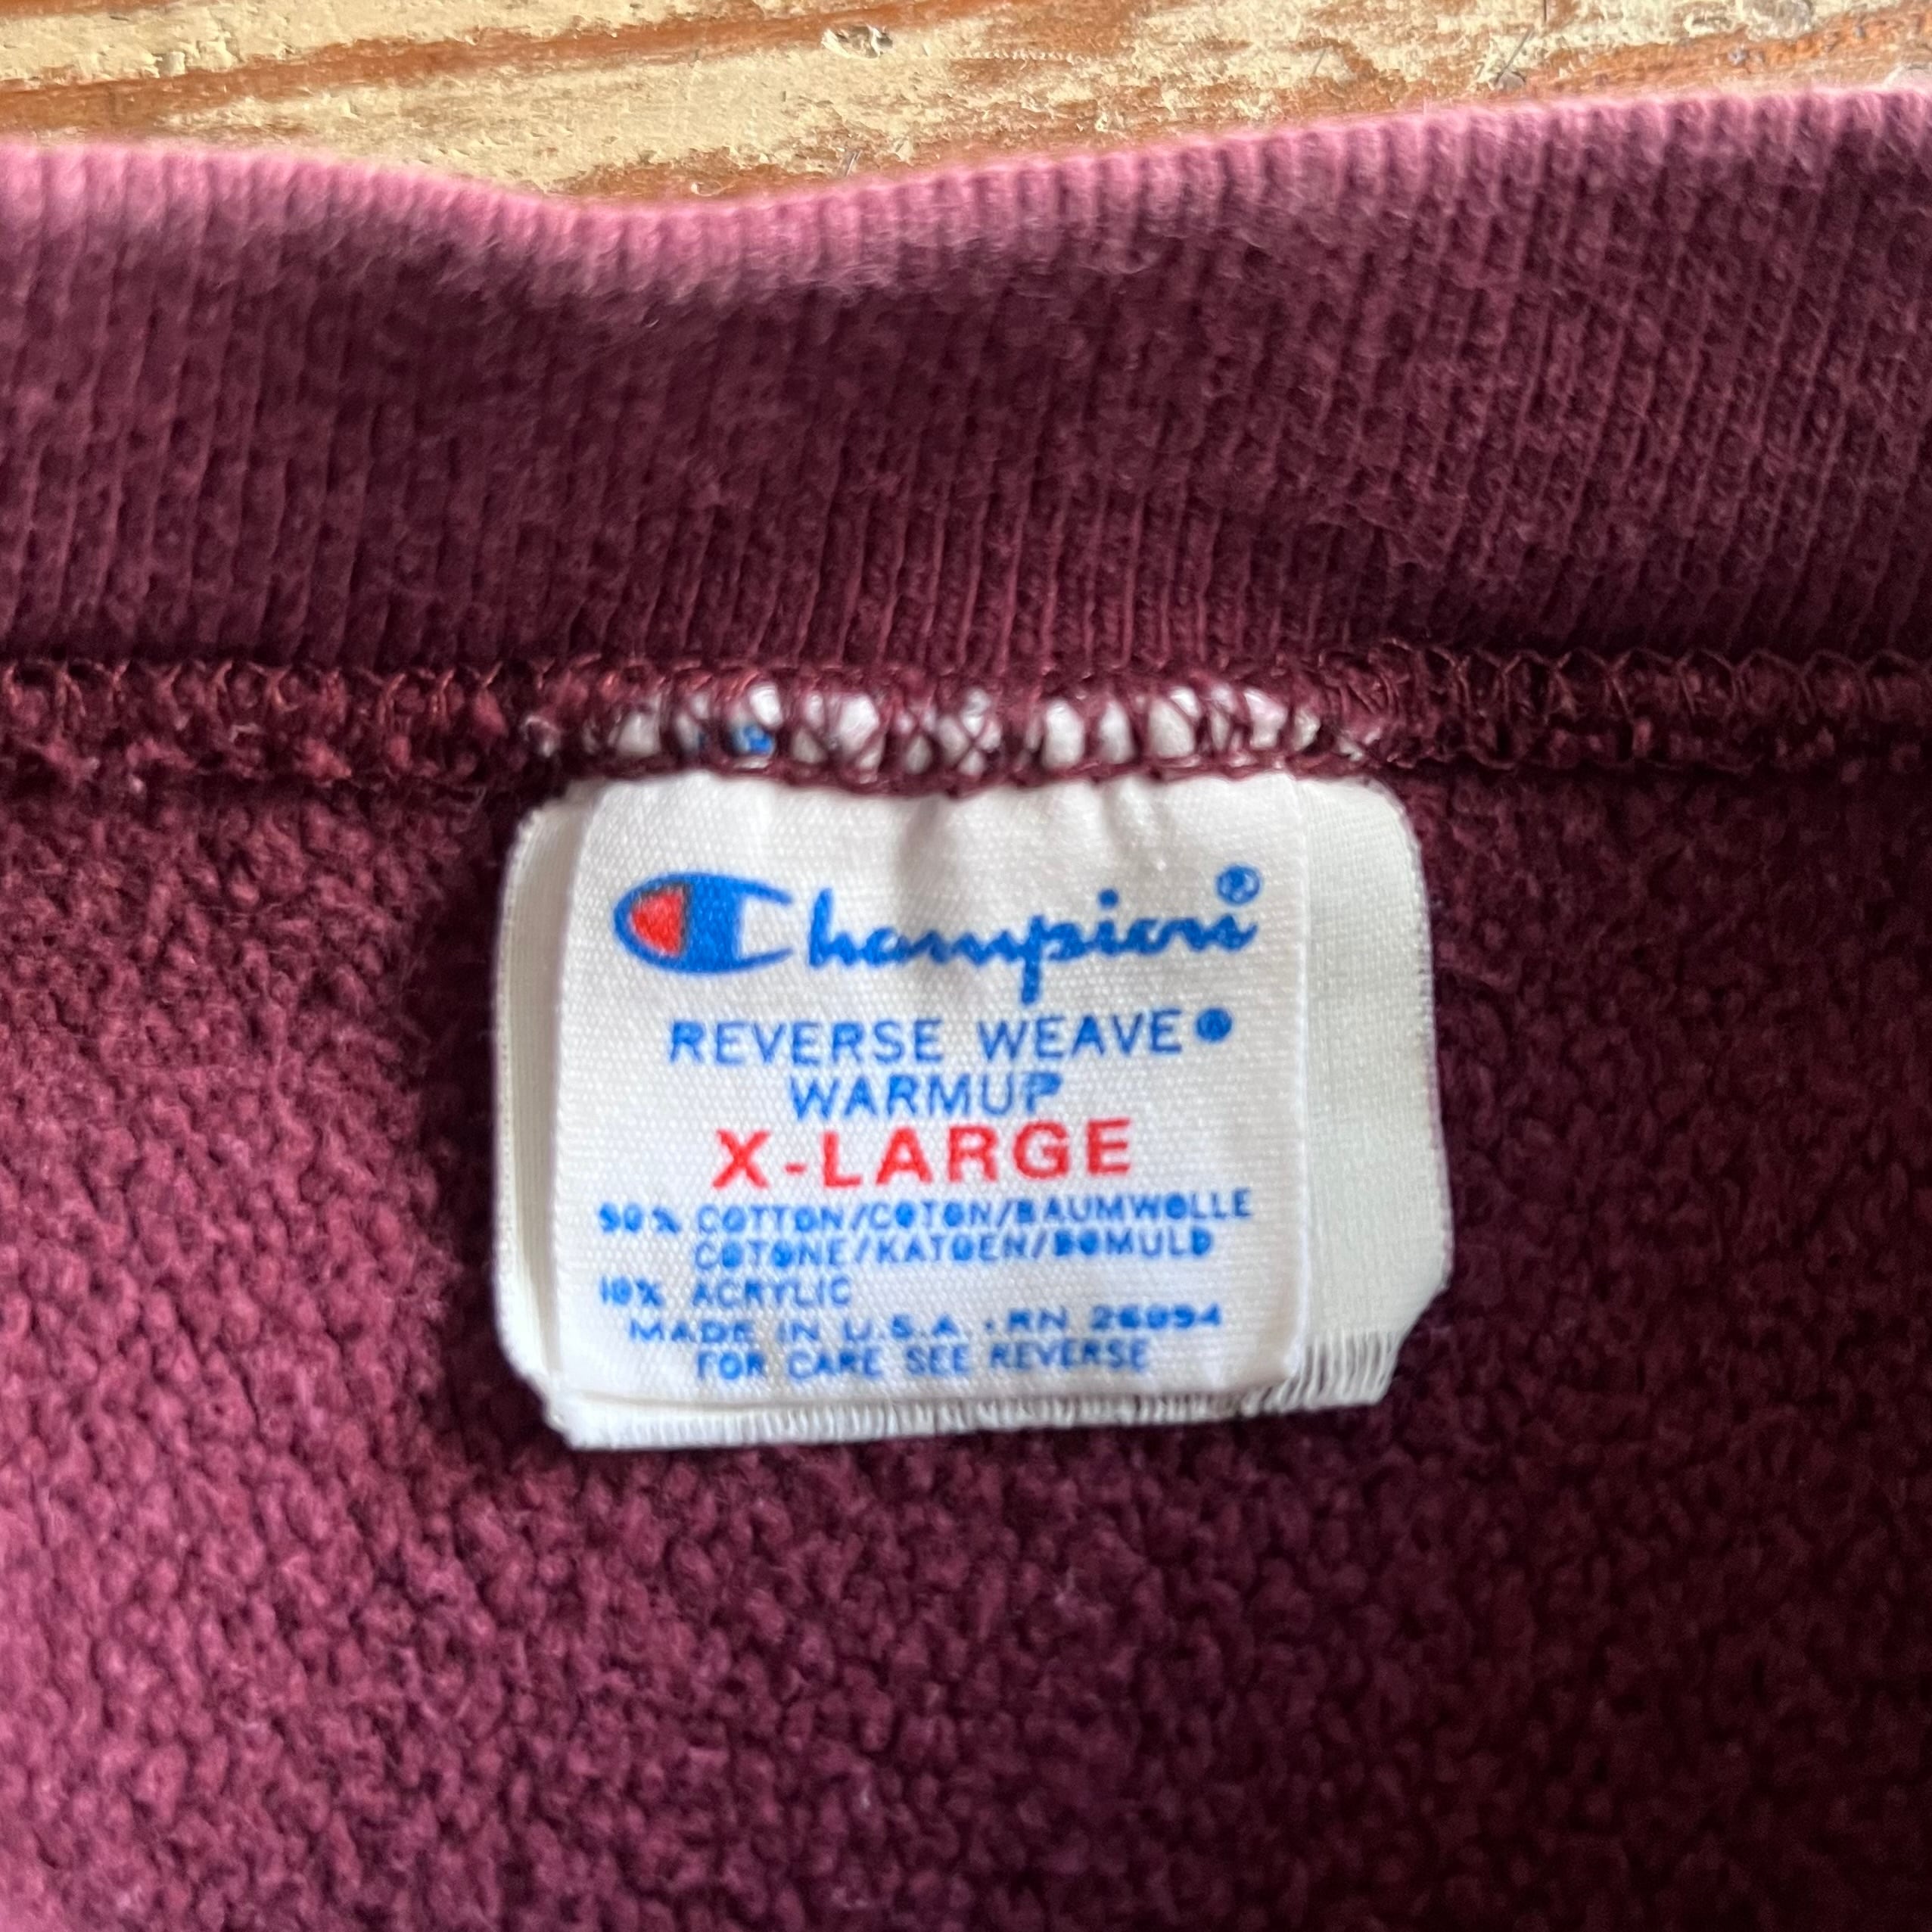 Champion®
REVERSE WEAVE®
WARMUP
X-LARGE
90% COTTON/COTON/BAUMWOLLE
COTONE/KATOEN/BOMULD
10% ACRYLIC
MADE IN U.S.A. · RN 26094
FOR CARE SEE REVERSE